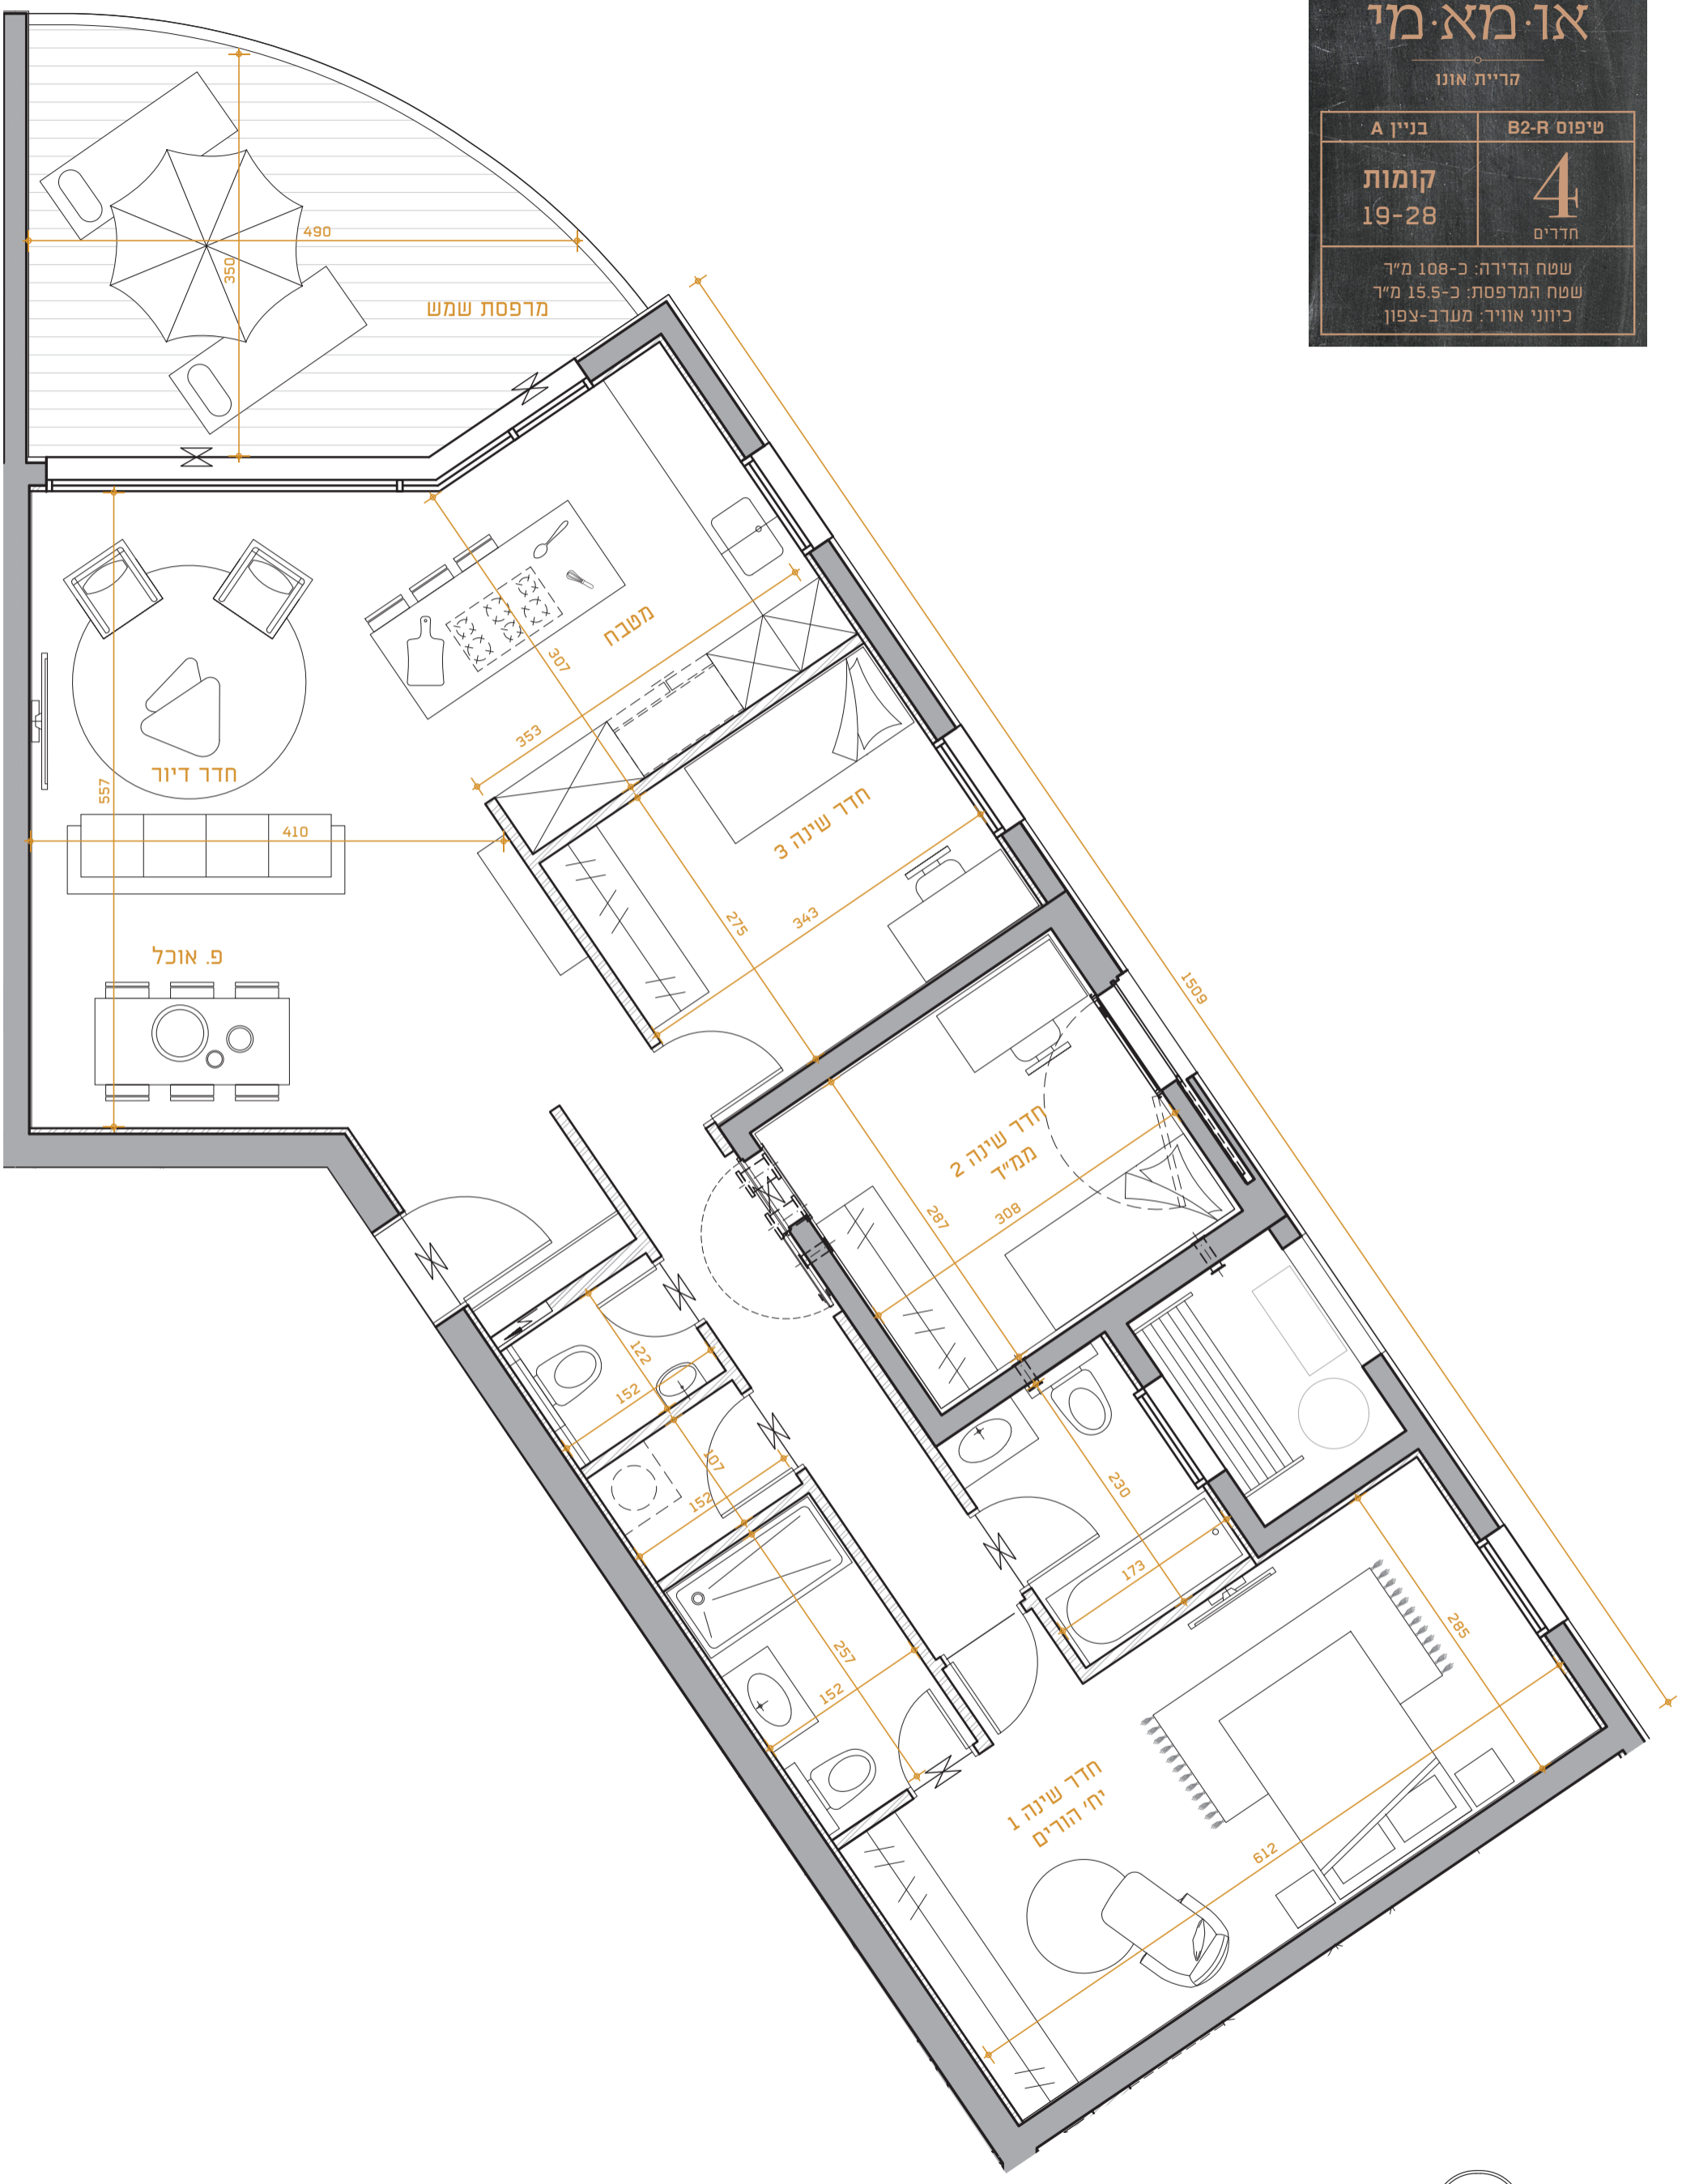 או·מא·מי
קריית אונו
טיפוס B2-R
בניין A
4
חדרים
קומות
19-28
שטח הדירה: כ-108 מ״ר
שטח המרפסת: כ-15.5 מ״ר
כיווני אוויר: מערב-צפון
490
350
מרפסת שמש
מטבח
307
353
חדר דיור
557
410
פ. אוכל
חדר שינה 3
275
343
1509
חדר שינה 2
ממ״ד
287
308
122
152
107
152
230
173
257
152
285
חדר שינה 1
יח׳ הורים
612